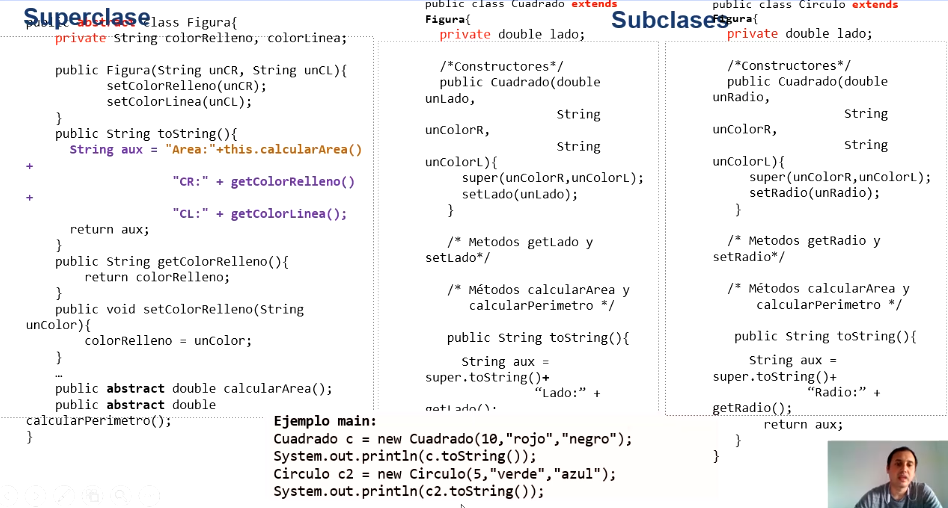 Superclase
public abstract class Figura{
private String colorRelleno, colorLinea;
public Figura(String unCR, String unCL){
setColorRelleno(unCR);
setColorLinea(unCL);
}
public String toString(){
String aux = "Area:"+this.calcularArea()
+
"CR:" + getColorRelleno()
+
"CL:" + getColorLinea();
return aux;
}
public String getColorRelleno(){
return colorRelleno;
}
public void setColorRelleno(String
unColor){
colorRelleno = unColor;
}
…
public abstract double calcularArea();
public abstract double
calcularPerimetro();
}
Subclases
public class Cuadrado extends
Figura{
private double lado;
/*Constructores*/
public Cuadrado(double
unLado,
String
unColorR,
String
unColorL){
super(unColorR,unColorL);
setLado(unLado);
}
/* Metodos getLado y
setLado*/
/* Métodos calcularArea y
calcularPerimetro */
public String toString(){
String aux =
super.toString()+
“Lado:” +
getLado();
public class Circulo extends
Figura{
private double lado;
/*Constructores*/
public Cuadrado(double
unRadio,
String
unColorR,
String
unColorL){
super(unColorR,unColorL);
setRadio(unRadio);
}
/* Metodos getRadio y
setRadio*/
/* Métodos calcularArea y
calcularPerimetro */
public String toString(){
String aux =
super.toString()+
“Radio:” +
getRadio();
return aux;
}
}
Ejemplo main:
Cuadrado c = new Cuadrado(10,"rojo","negro");
System.out.println(c.toString());
Circulo c2 = new Circulo(5,"verde","azul");
System.out.println(c2.toString());